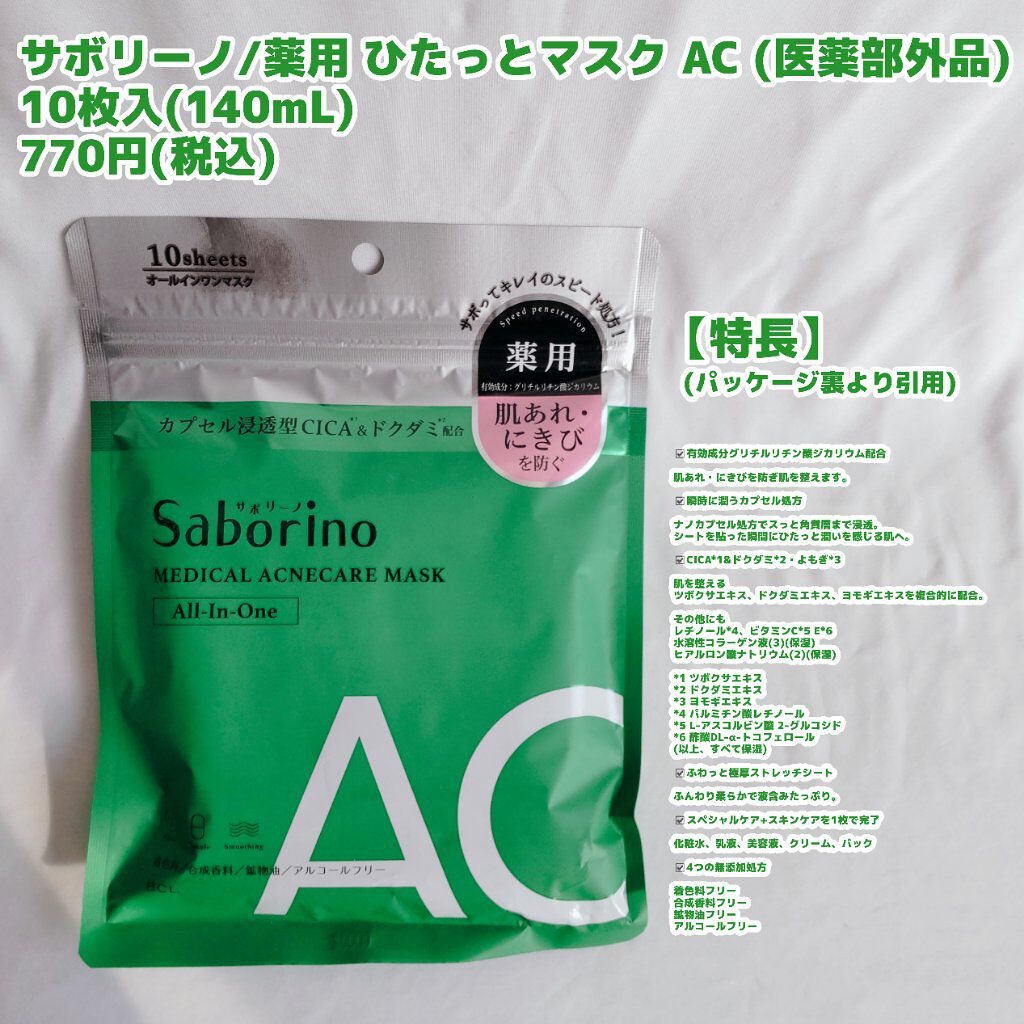 サボリーノ/薬用 ひたっとマスク AC (医薬部外品)
10枚入(140mL)
770円(税込)
10sheets
オールインワンマスク
サボってキレイのスピード処方！
Speed penetration
薬用
有効成分：グリチルリチン酸ジカリウム
肌あれ・
にきび
を防ぐ
カプセル浸透型CICA*1&ドクダミ*2配合
サボリーノ
Saborino
MEDICAL ACNECARE MASK
All-In-One
AC
Smoothing
着色料/合成香料/鉱物油/アルコールフリー
BCL
【特長】
(パッケージ裏より引用)
☑有効成分グリチルリチン酸ジカリウム配合
肌あれ・にきびを防ぎ肌を整えます。
☑瞬時に潤うカプセル処方
ナノカプセル処方でスっと角質層まで浸透。
シートを貼った瞬間にひたっと潤いを感じる肌へ。
☑CICA*1&ドクダミ*2・よもぎ*3
肌を整える
ツボクサエキス、ドクダミエキス、ヨモギエキスを複合的に配合。
その他にも
レチノール*4、ビタミンC*5 E*6
水溶性コラーゲン液(3)(保湿)
ヒアルロン酸ナトリウム(2)(保湿)
*1 ツボクサエキス
*2 ドクダミエキス
*3 ヨモギエキス
*4 パルミチン酸レチノール
*5 L-アスコルビン酸 2-グルコシド
*6 酢酸DL-α-トコフェロール
(以上、すべて保湿)
☑ふわっと極厚ストレッチシート
ふんわり柔らかで液含みたっぷり。
☑スペシャルケア+スキンケアを1枚で完了
化粧水、乳液、美容液、クリーム、パック
☑4つの無添加処方
着色料フリー
合成香料フリー
鉱物油フリー
アルコールフリー